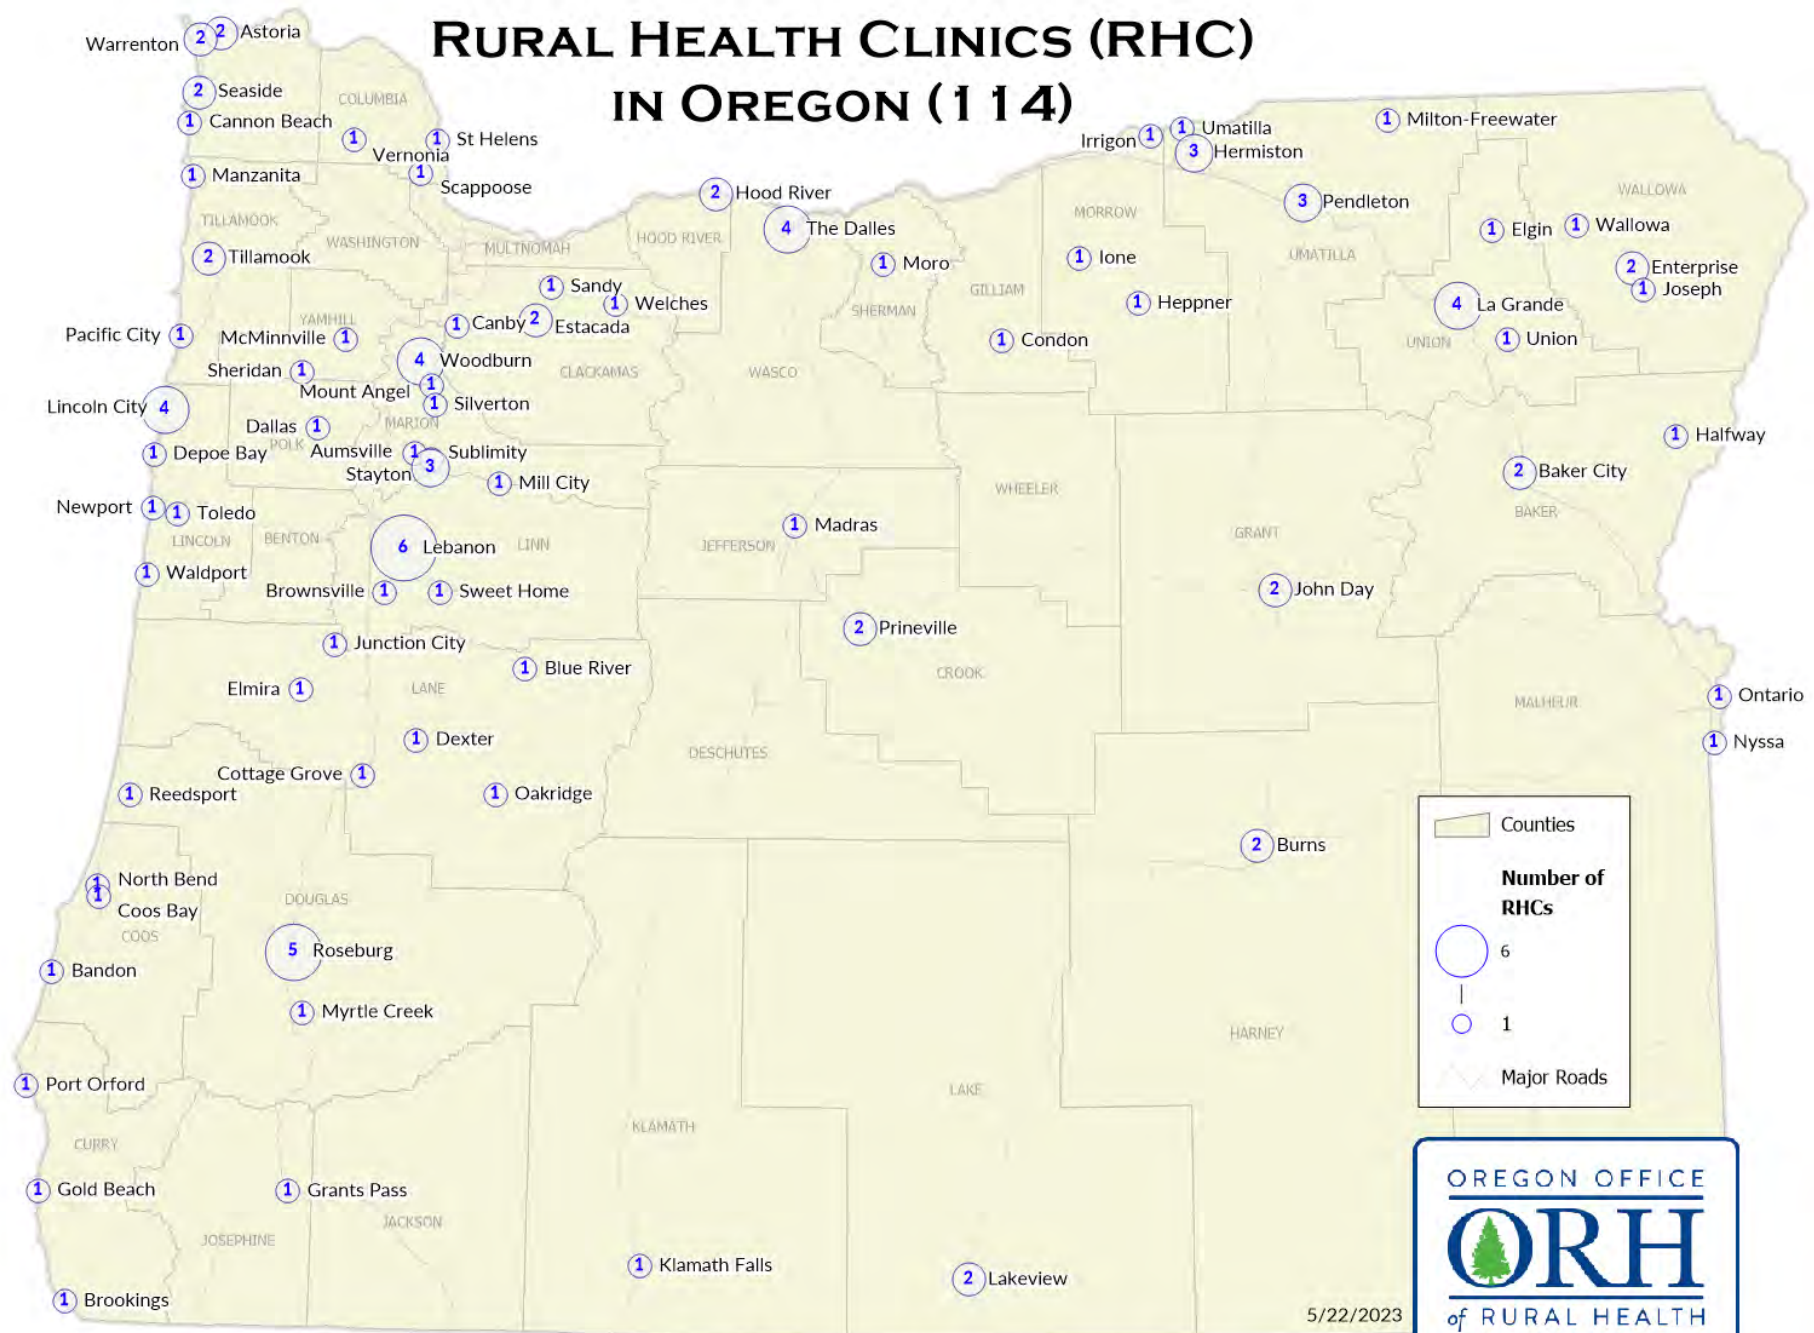 RURAL HEALTH CLINICS (RHC)
IN OREGON (114)
Warrenton 2
2 Astoria
2 Seaside
COLUMBIA
1 Cannon Beach
1 Vernonia
1 St Helens
1 Scappoose
1 Manzanita
Irrigon 1
1 Umatilla
3 Hermiston
1 Milton-Freewater
2 Hood River
4 The Dalles
3 Pendleton
WALLOWA
MORROW
TILLAMOOK
WASHINGTON
MULTNOMAH
HOOD RIVER
1 Elgin
1 Wallowa
2 Tillamook
1 Moro
1 Ione
UMATILLA
2 Enterprise
1 Joseph
1 Sandy
1 Welches
GILLIAM
SHERMAN
1 Heppner
4 La Grande
YAMHILL
1 Canby
2 Estacada
Pacific City 1
McMinnville 1
1 Condon
UNION
1 Union
4 Woodburn
Sheridan 1
CLACKAMAS
WASCO
Mount Angel 1
1 Silverton
Lincoln City 4
MARION
Dallas 1
POLK
1 Halfway
1 Depoe Bay
Aumsville 1
Sublimity
Stayton 3
1 Mill City
2 Baker City
WHEELER
BAKER
Newport 1
1 Toledo
LINCOLN
BENTON
6 Lebanon
LINN
JEFFERSON
1 Madras
GRANT
1 Waldport
Brownsville 1
1 Sweet Home
2 John Day
2 Prineville
1 Junction City
1 Blue River
CROOK
Elmira 1
LANE
1 Ontario
MALHEUR
1 Dexter
DESCHUTES
1 Nyssa
Cottage Grove 1
1 Reedsport
1 Oakridge
2 Burns
1 North Bend
1 Coos Bay
COOS
DOUGLAS
5 Roseburg
1 Bandon
1 Myrtle Creek
HARNEY
1 Port Orford
LAKE
KLAMATH
CURRY
1 Gold Beach
1 Grants Pass
JACKSON
JOSEPHINE
1 Klamath Falls
2 Lakeview
1 Brookings
Counties
Number of
RHCs
6
1
Major Roads
5/22/2023
OREGON OFFICE
ORH
of RURAL HEALTH